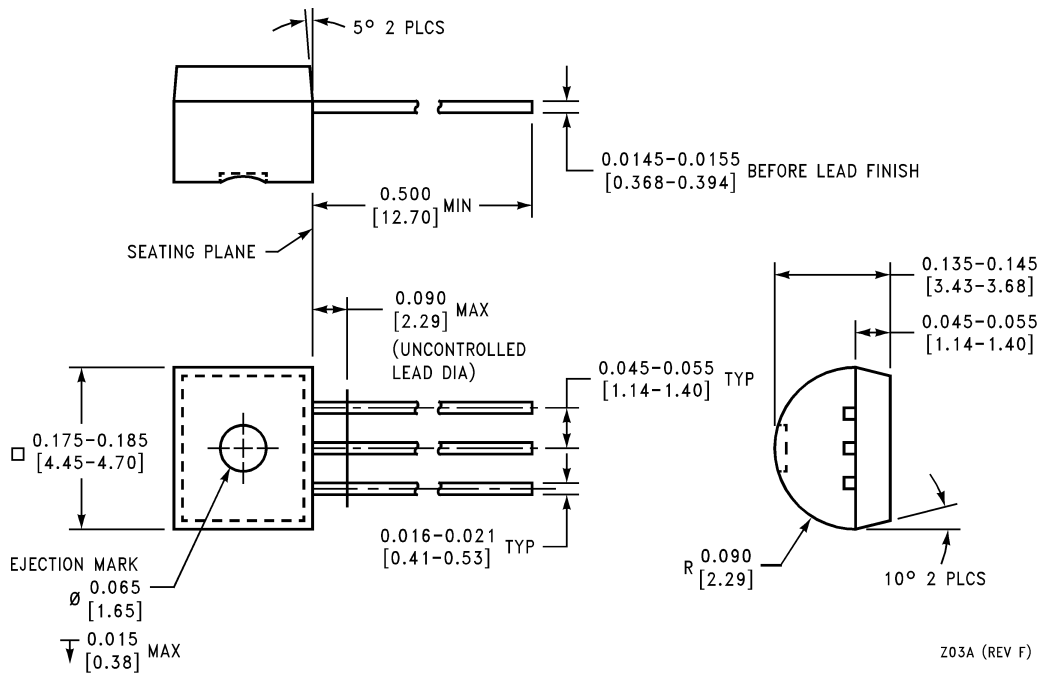 5° 2 PLCS
0.0145-0.0155
[0.368-0.394]
BEFORE LEAD FINISH
0.500
[12.70]
MIN
SEATING PLANE
0.090
[2.29]
MAX
(UNCONTROLLED
LEAD DIA)
0.135-0.145
[3.43-3.68]
0.045-0.055
[1.14-1.40]
0.045-0.055
[1.14-1.40]
TYP
0.175-0.185
[4.45-4.70]
0.016-0.021
[0.41-0.53]
TYP
EJECTION MARK
Ø 0.065
[1.65]
0.015
[0.38]
MAX
R 0.090
[2.29]
10° 2 PLCS
Z03A (REV F)